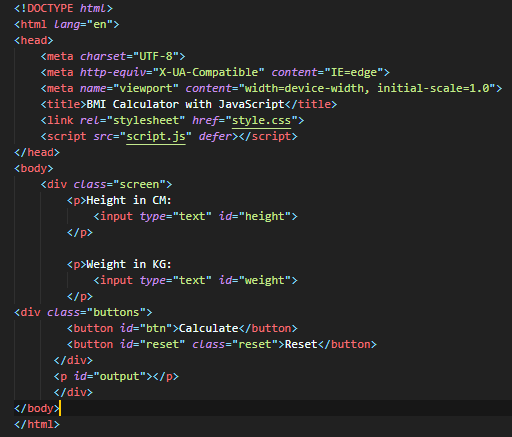 <!DOCTYPE html>
<html lang="en">
<head>
    <meta charset="UTF-8">
    <meta http-equiv="X-UA-Compatible" content="IE=edge">
    <meta name="viewport" content="width=device-width, initial-scale=1.0">
    <title>BMI Calculator with JavaScript</title>
    <link rel="stylesheet" href="style.css">
    <script src="script.js" defer></script>
</head>
<body>
    <div class="screen">
        <p>Height in CM:
            <input type="text" id="height">
        </p>

        <p>Weight in KG:
            <input type="text" id="weight">
        </p>
<div class="buttons">
        <button id="btn">Calculate</button>
        <button id="reset" class="reset">Reset</button>
      </div>
      <p id="output"></p>
      </div>
</body>
</html>